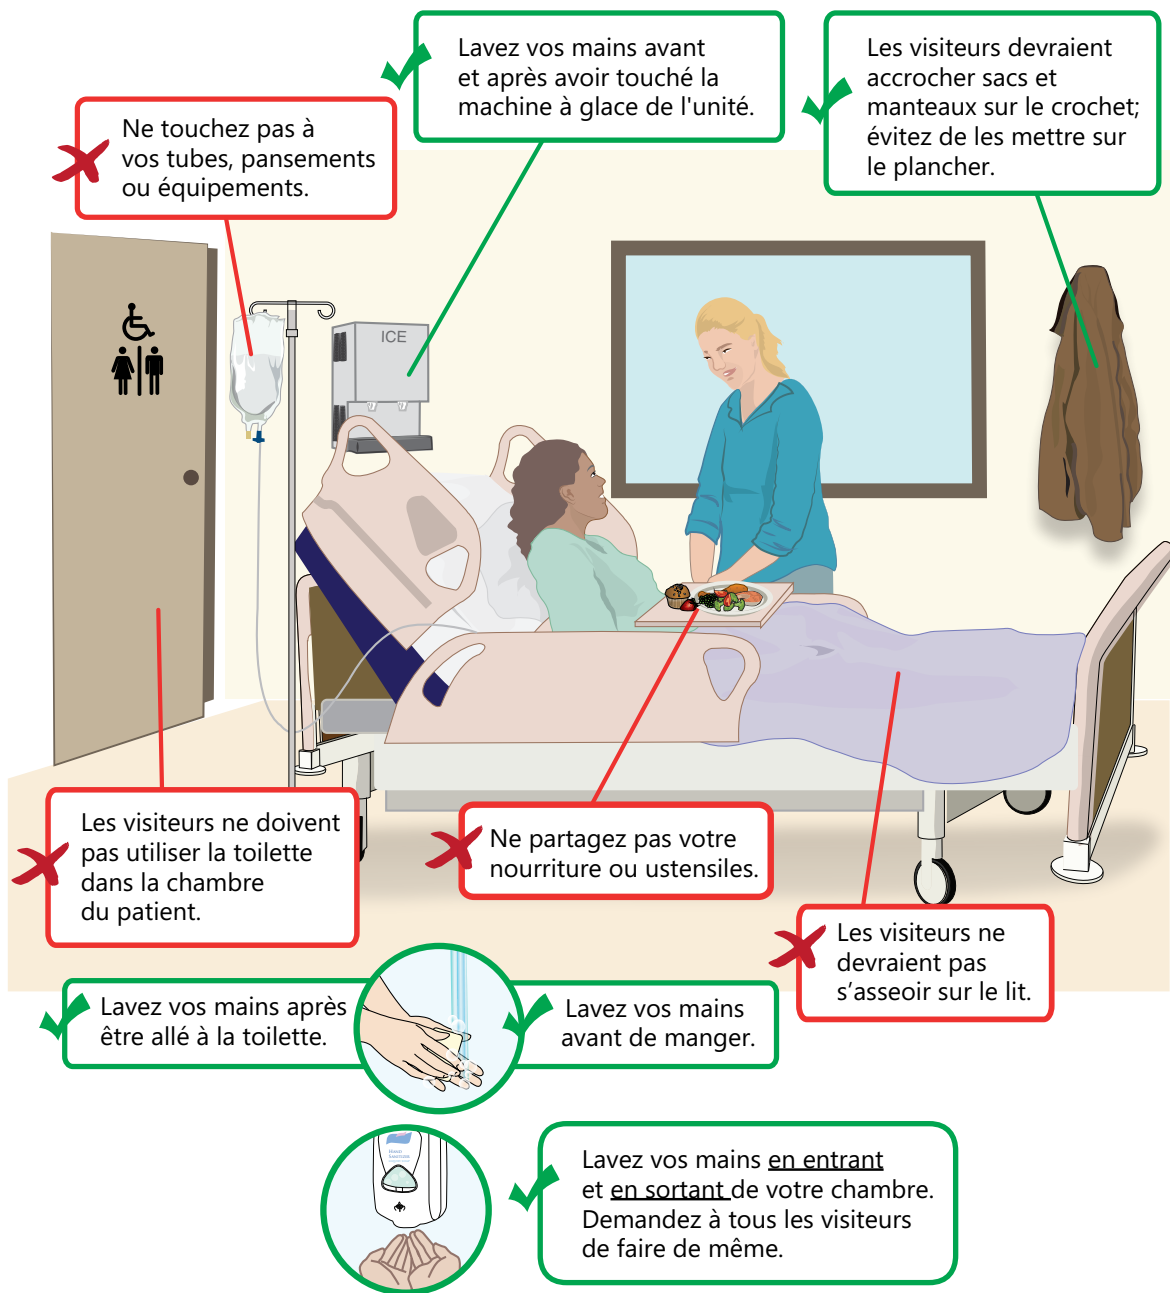 Lavez vos mains avant
et après avoir touché la
machine à glace de l'unité.
Les visiteurs devraient
accrocher sacs et
manteaux sur le crochet;
évitez de les mettre sur
le plancher.
Ne touchez pas à
vos tubes, pansements
ou équipements.
ICE
Les visiteurs ne doivent
pas utiliser la toilette
dans la chambre
du patient.
Ne partagez pas votre
nourriture ou ustensiles.
Les visiteurs ne
devraient pas
s’asseoir sur le lit.
Lavez vos mains après
être allé à la toilette.
Lavez vos mains
avant de manger.
HAND
SANITIZER
Lavez vos mains en entrant
et en sortant de votre chambre.
Demandez à tous les visiteurs
de faire de même.